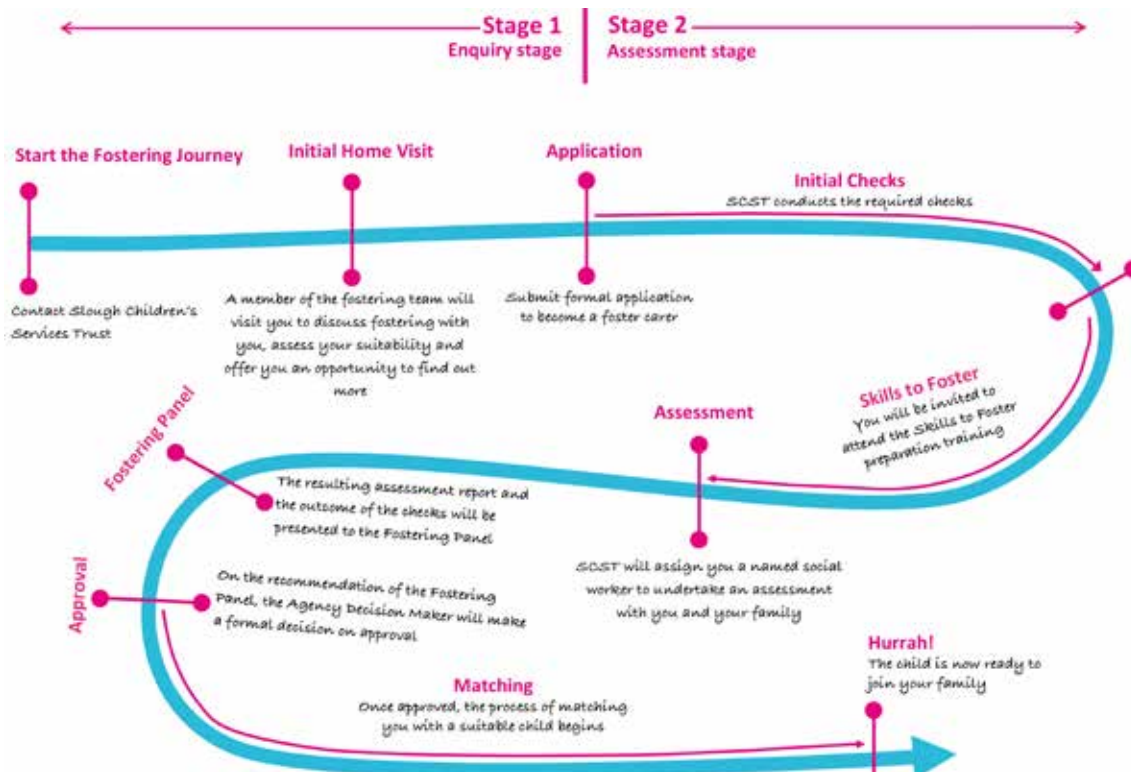 Stage 1
Enquiry stage
Stage 2
Assessment stage
Start the Fostering Journey
Contact Slough Children's
Services Trust
Initial Home Visit
A member of the fostering team will
visit you to discuss fostering with
you, assess your suitability and
offer you an opportunity to find out
more
Application
Submit formal application
to become a foster carer
Initial Checks
SCST conducts the required checks
Skills to Foster
You will be invited to
attend the Skills to Foster
preparation training
Assessment
SCST will assign you a named social
worker to undertake an assessment
with you and your family
Fostering Panel
The resulting assessment report and
the outcome of the checks will be
presented to the Fostering Panel
Approval
On the recommendation of the Fostering
Panel, the Agency Decision Maker will make
a formal decision on approval
Matching
Once approved, the process of matching
you with a suitable child begins
Hurrah!
The child is now ready to
join your family